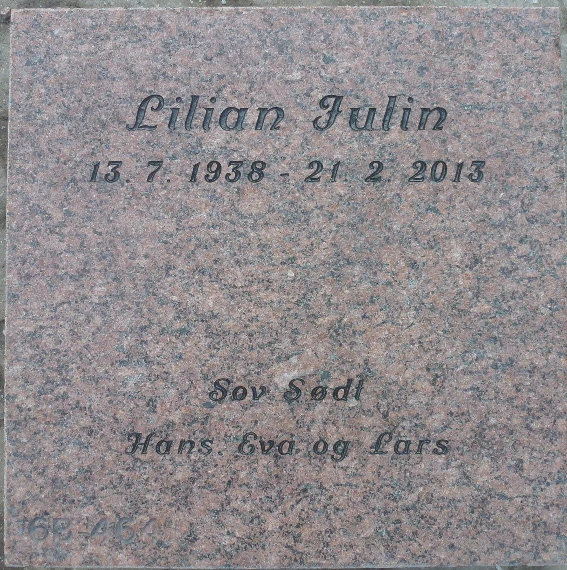 Lilian Julin
13. 7. 1938 - 21. 2. 2013
Sov Sødt
Hans, Eva og Lars